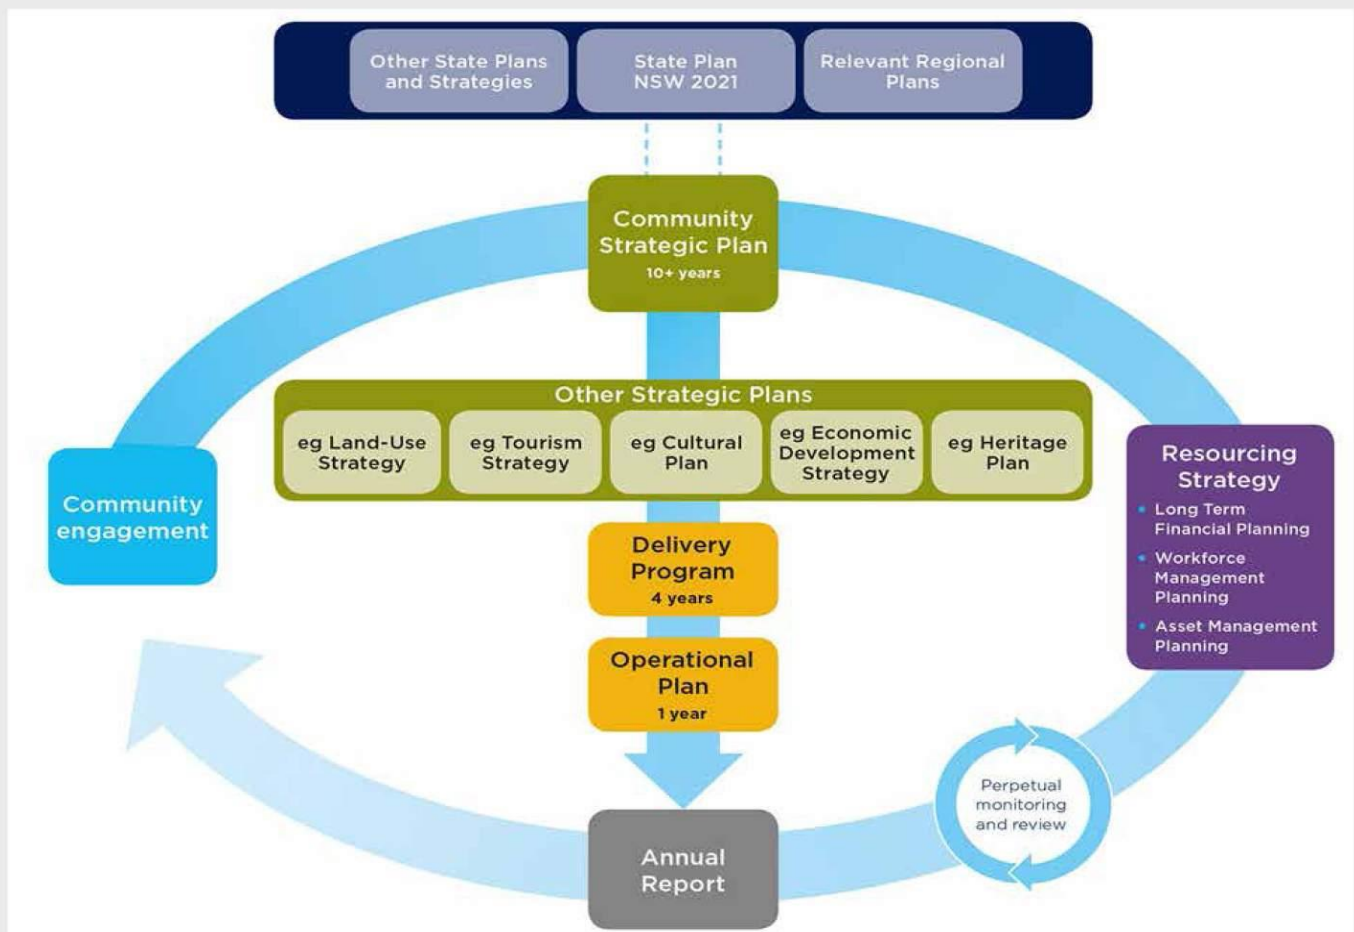 Other State Plans
and Strategies
State Plan
NSW 2021
Relevant Regional
Plans
Community
Strategic Plan
10+ years
Other Strategic Plans
eg Land-Use
Strategy
eg Tourism
Strategy
eg Cultural
Plan
eg Economic
Development
Strategy
eg Heritage
Plan
Community
engagement
Resourcing
Strategy
• Long Term
Financial Planning
• Workforce
Management
Planning
• Asset Management
Planning
Delivery
Program
4 years
Operational
Plan
1 year
Perpetual
monitoring
and review
Annual
Report